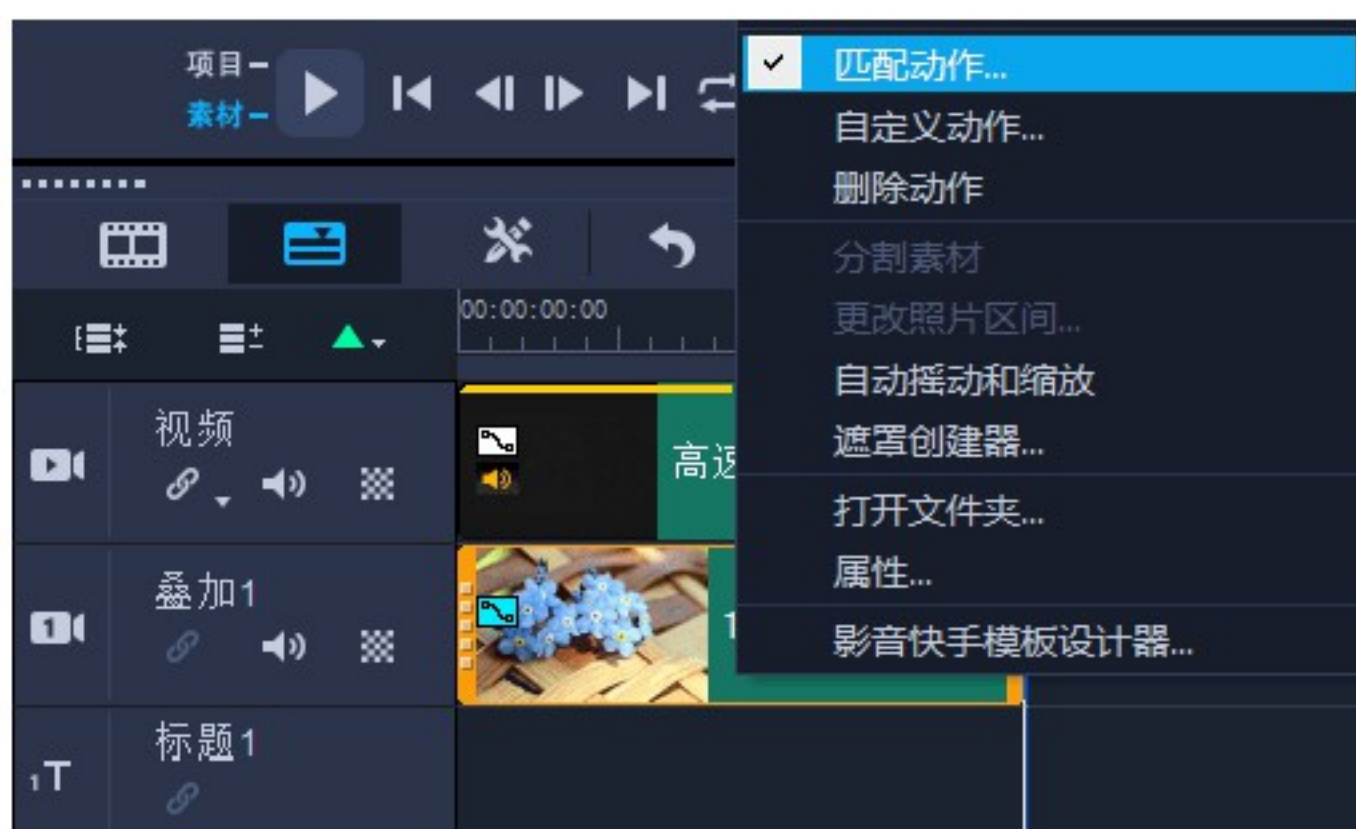 项目
素材
匹配动作...
自定义动作...
删除动作
分割素材
更改照片区间...
自动摇动和缩放
遮罩创建器...
打开文件夹...
属性...
影音快手模板设计器...
00:00:00:00
视频
高速
叠加1
1
1
标题1
1T